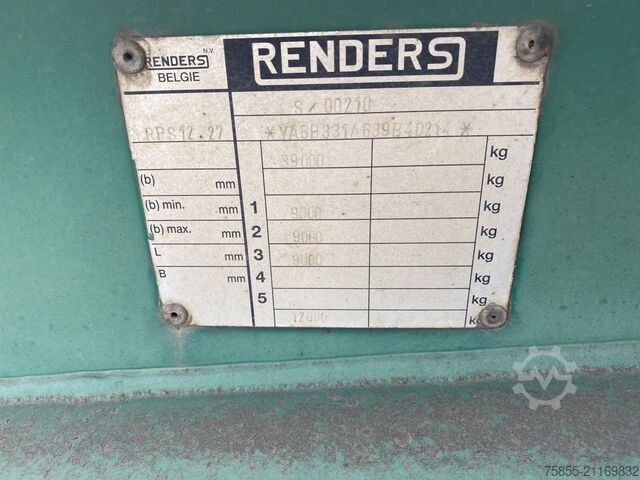 RENDERS N.V.
BELGIE
RENDERS
S/00210
RPS12.27 *YA5B331A639B40214*
39000 kg
(b) mm kg
(b) min. mm 1 9000 kg
(b) max. mm 2 9000 kg
L mm 3 9000 kg
B mm 4 kg
5 kg
12000 kg
75855-21169832